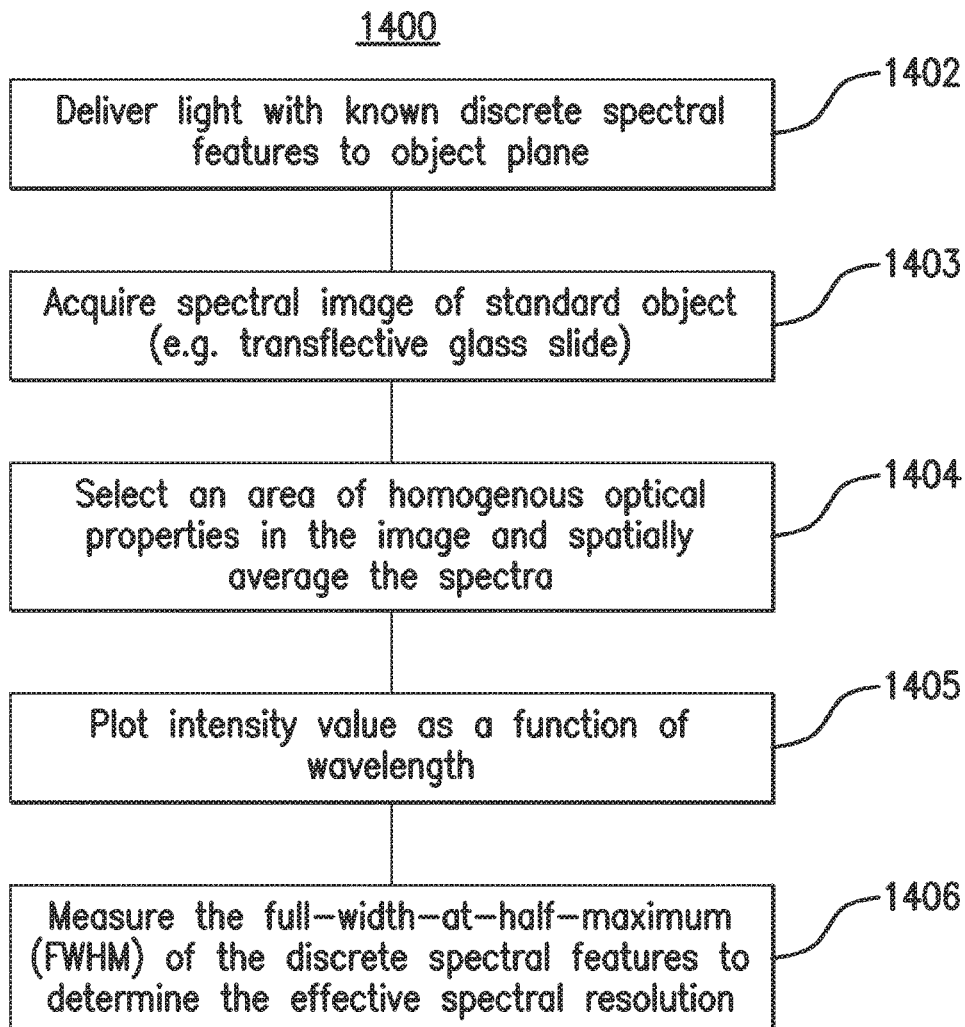 1400
1402
Deliver light with known discrete spectral
features to object plane
1403
Acquire spectral image of standard object
(e.g. transflective glass slide)
1404
Select an area of homogenous optical
properties in the image and spatially
average the spectra
1405
Plot intensity value as a function of
wavelength
1406
Measure the full-width-at-half-maximum
(FWHM) of the discrete spectral features to
determine the effective spectral resolution